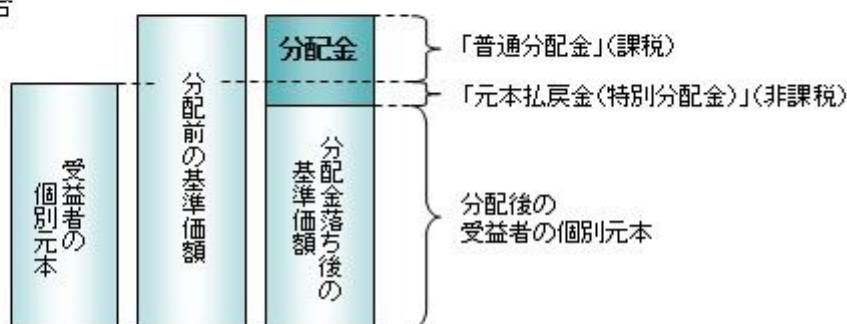 分配金
「普通分配金」(課税)
「元本払戻金(特別分配金)」(非課税)
受益者の
個別元本
分配前の基準価額
分配金落ち後の
基準価額
分配後の
受益者の個別元本